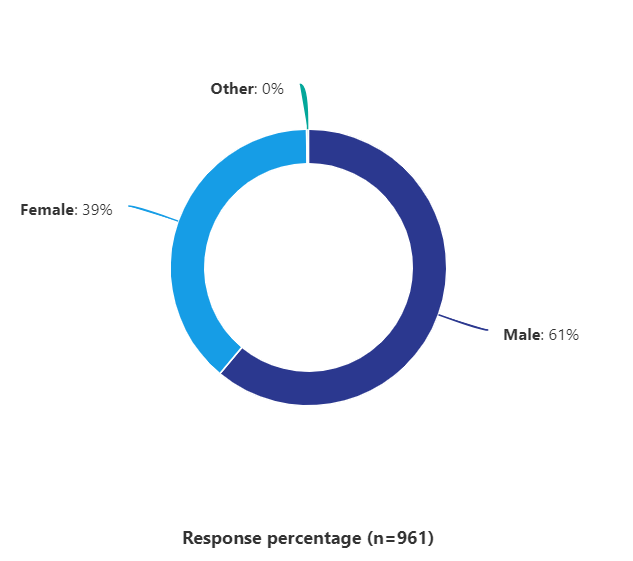 Other: 0%
Female: 39%
Male: 61%
Response percentage (n=961)